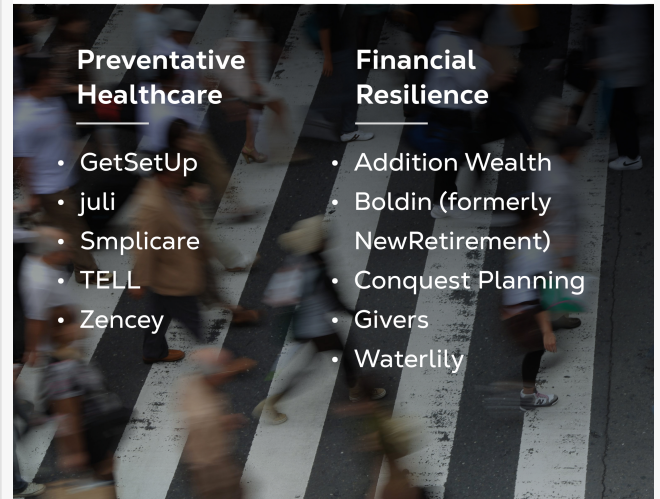 Preventative
Healthcare
• GetSetUp
• juli
• Smplicare
• TELL
• Zencey
Financial
Resilience
• Addition Wealth
• Boldin (formerly
NewRetirement)
• Conquest Planning
• Givers
• Waterlily